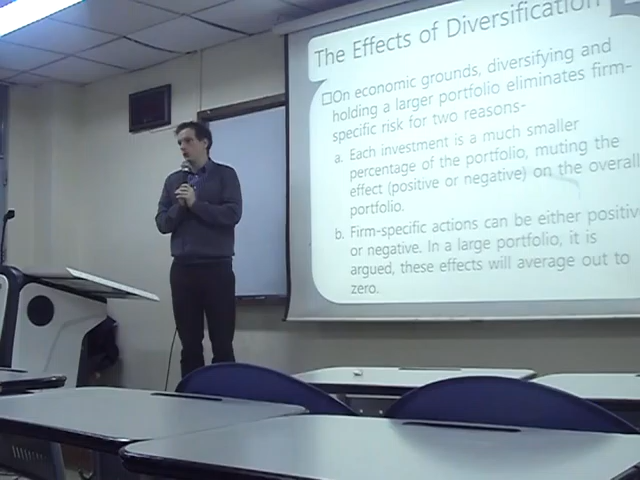 The Effects of Diversification
□On economic grounds, diversifying and
holding a larger portfolio eliminates firm-
specific risk for two reasons-
a. Each investment is a much smaller
percentage of the portfolio, muting the
effect (positive or negative) on the overall
portfolio.
b. Firm-specific actions can be either positive
or negative. In a large portfolio, it is
argued, these effects will average out to
zero.